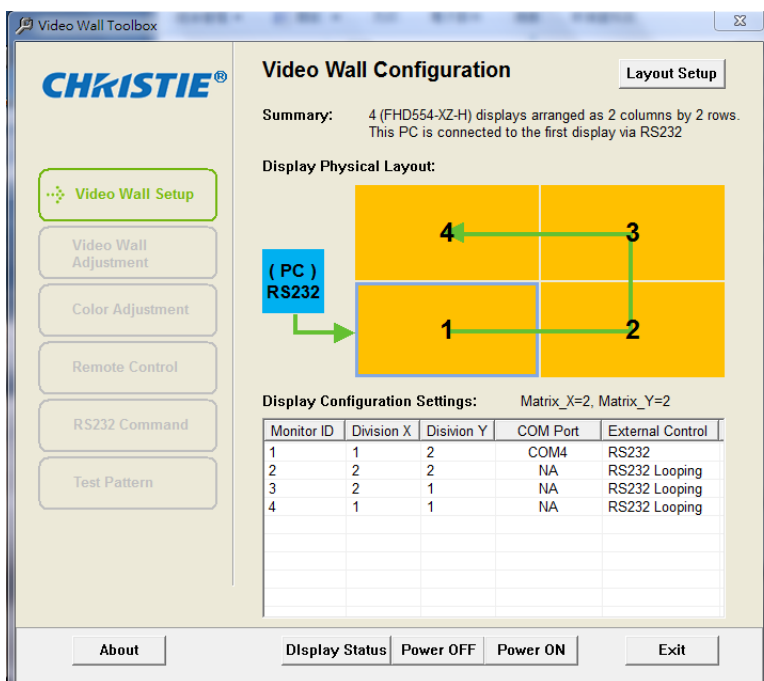 Video Wall Toolbox
CHRISTIE®
Video Wall Setup
Video Wall
Adjustment
Color Adjustment
Remote Control
RS232 Command
Test Pattern
Video Wall Configuration
Layout Setup
Summary: 4 (FHD554-XZ-H) displays arranged as 2 columns by 2 rows.
This PC is connected to the first display via RS232
Display Physical Layout:
4 3
( PC )
RS232
1 2
Display Configuration Settings: Matrix_X=2, Matrix_Y=2
Monitor ID Division X Disivion Y COM Port External Control
1 1 2 COM4 RS232
2 2 2 NA RS232 Looping
3 2 1 NA RS232 Looping
4 1 1 NA RS232 Looping
About DIsplay Status Power OFF Power ON Exit